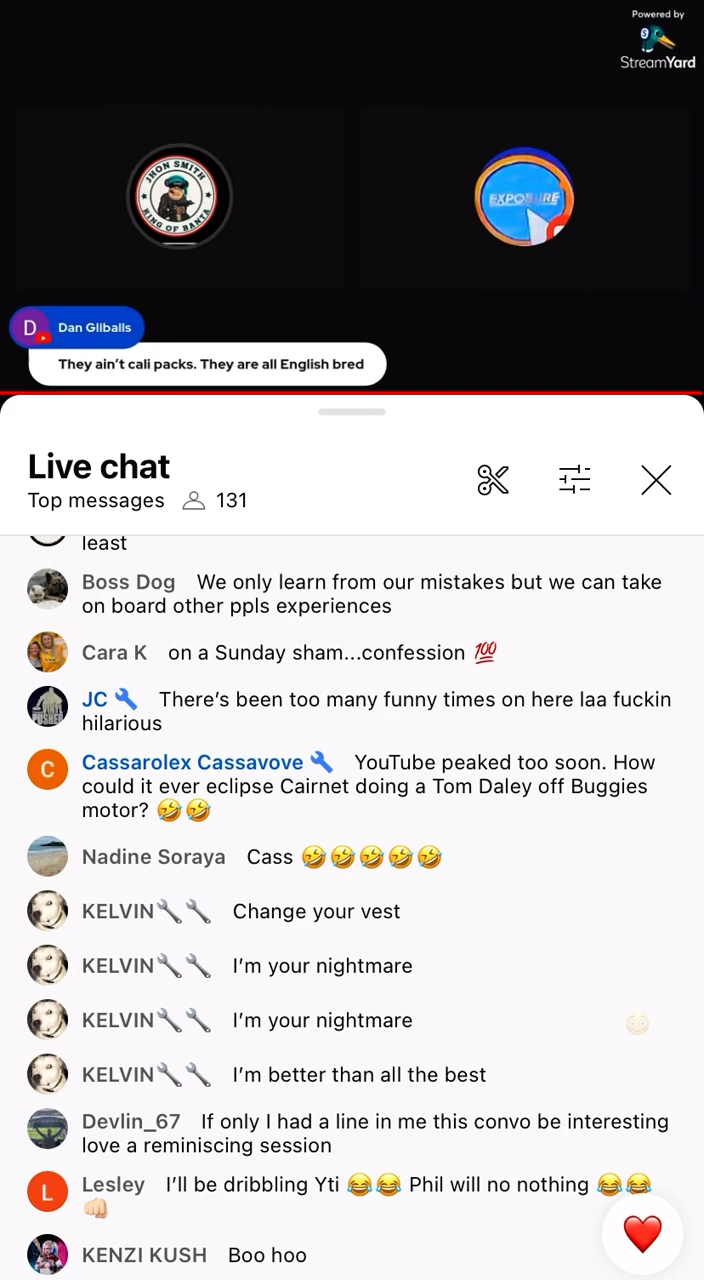 Powered by
StreamYard
JHON SMITH
KING OF BANTA
EXPOSURE
D Dan Gliballs
They ain't cali packs. They are all English bred
Live chat
Top messages 131
least
Boss Dog We only learn from our mistakes but we can take
on board other ppls experiences
Cara K on a Sunday sham...confession 💯
JC 🔧 There's been too many funny times on here laa fuckin
hilarious
C Cassarolex Cassavove 🔧 YouTube peaked too soon. How
could it ever eclipse Cairnet doing a Tom Daley off Buggies
motor? 🤣🤣
Nadine Soraya Cass 🤣🤣🤣🤣🤣
KELVIN🔧🔧 Change your vest
KELVIN🔧🔧 I'm your nightmare
KELVIN🔧🔧 I'm your nightmare
KELVIN🔧🔧 I'm better than all the best
Devlin_67 If only I had a line in me this convo be interesting
love a reminiscing session
L Lesley I'll be dribbling Yti 😂😂 Phil will no nothing 😂😂
👊🏻
KENZI KUSH Boo hoo